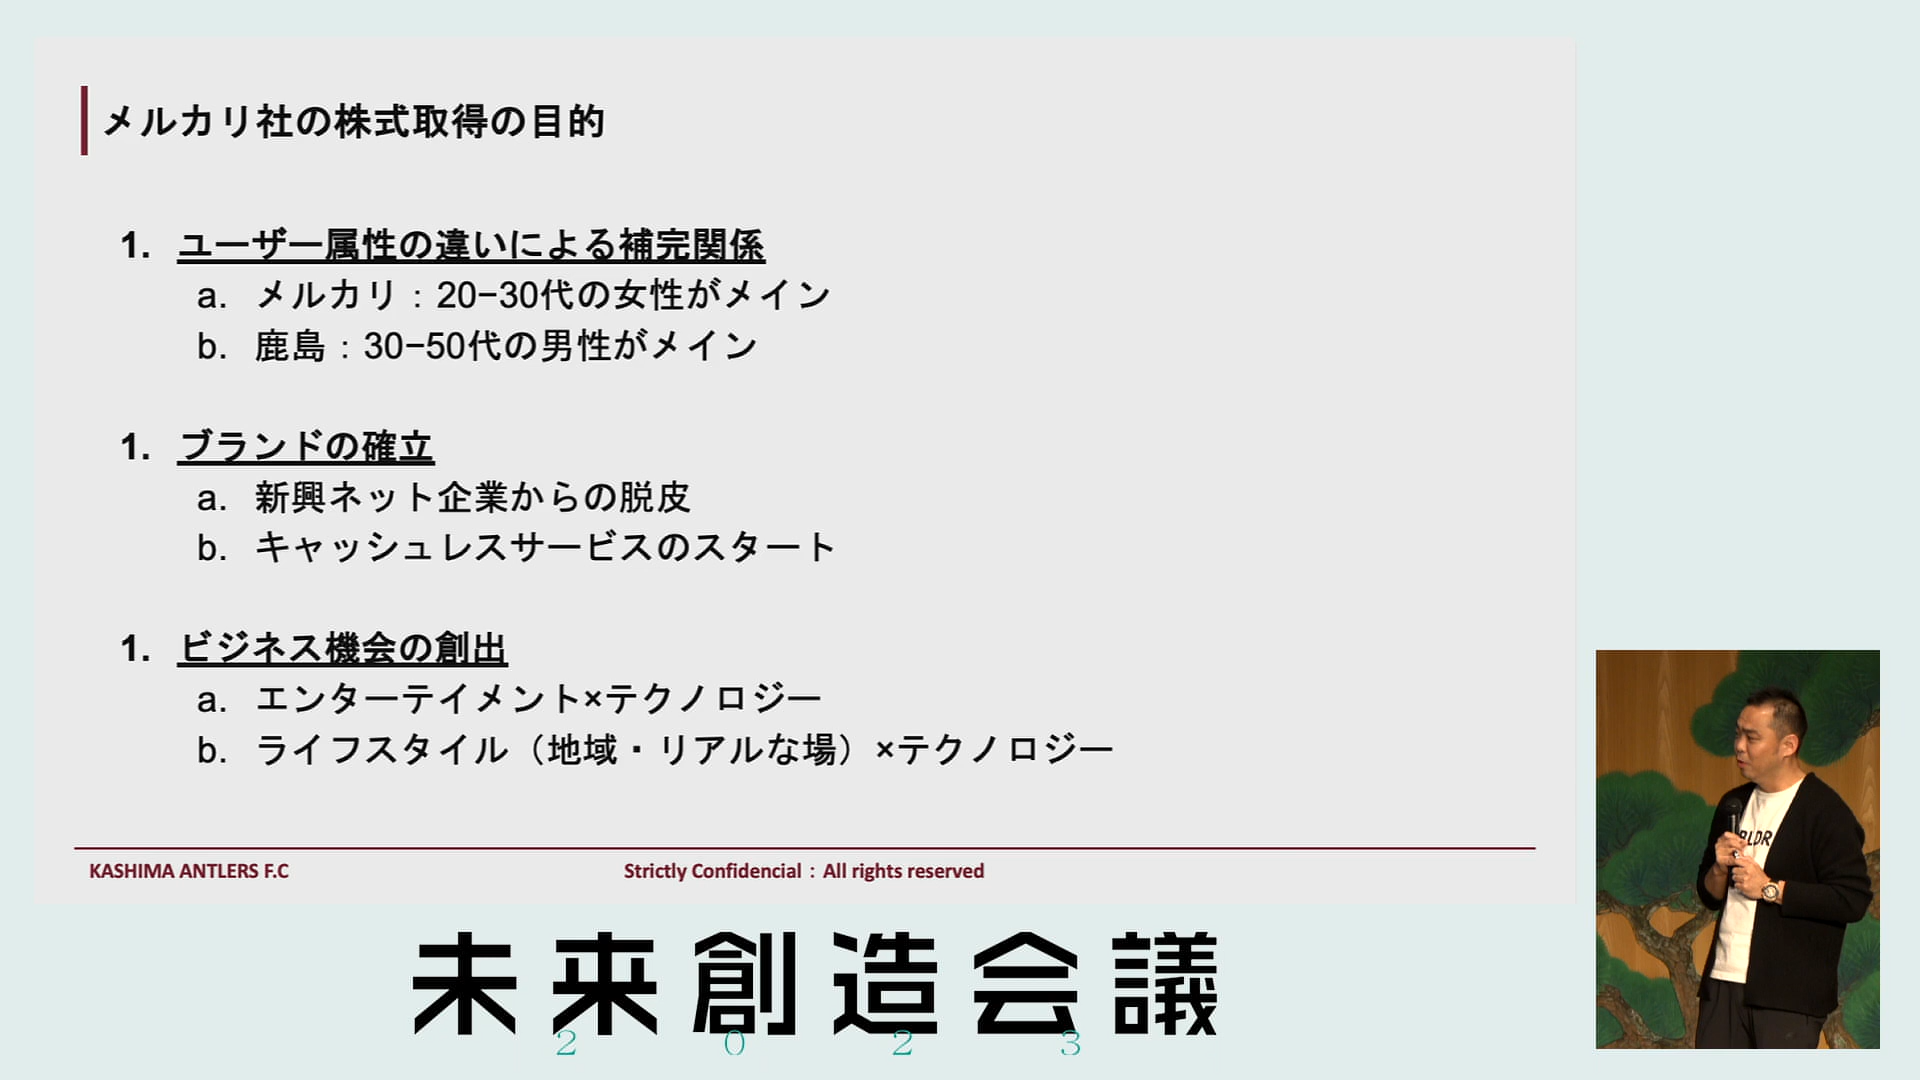 メルカリ社の株式取得の目的
1. ユーザー属性の違いによる補完関係
a. メルカリ：20−30代の女性がメイン
b. 鹿島：30−50代の男性がメイン
1. ブランドの確立
a. 新興ネット企業からの脱皮
b. キャッシュレスサービスのスタート
1. ビジネス機会の創出
a. エンターテイメント×テクノロジー
b. ライフスタイル（地域・リアルな場）×テクノロジー
KASHIMA ANTLERS F.C
Strictly Confidencial：All rights reserved
未来創造会議
2023
BLDR